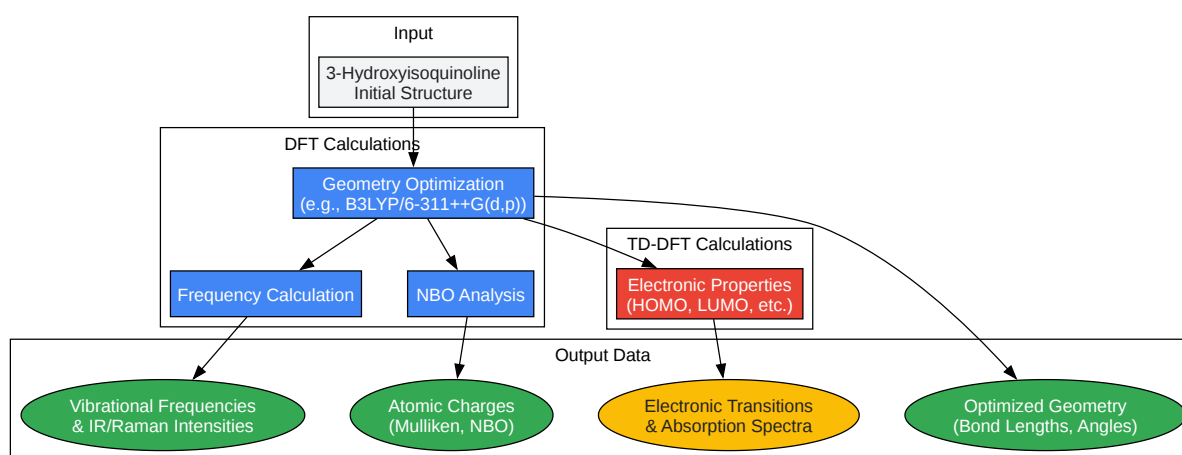 Input
3-Hydroxyisoquinoline
Initial Structure
DFT Calculations
Geometry Optimization
(e.g., B3LYP/6-311++G(d,p))
TD-DFT Calculations
Frequency Calculation
NBO Analysis
Electronic Properties
(HOMO, LUMO, etc.)
Output Data
Vibrational Frequencies
& IR/Raman Intensities
Atomic Charges
(Mulliken, NBO)
Electronic Transitions
& Absorption Spectra
Optimized Geometry
(Bond Lengths, Angles)